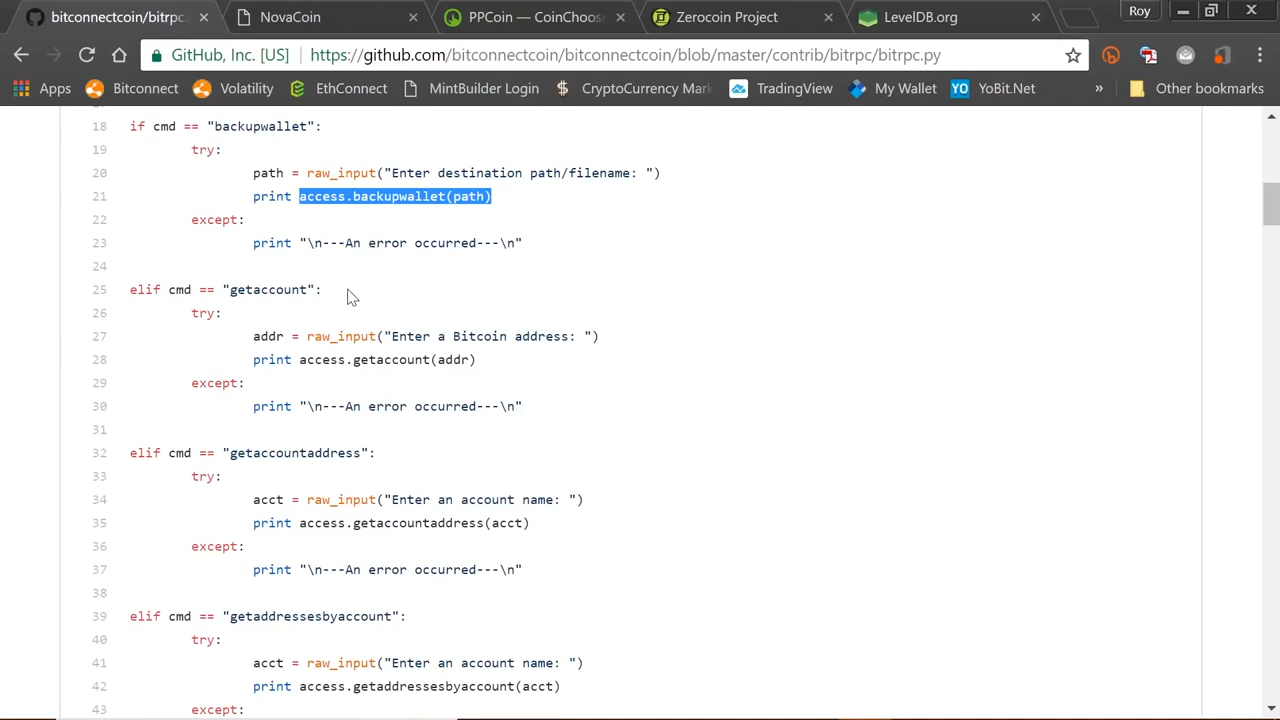 bitconnectcoin/bitrpc.
NovaCoin
PPCoin — CoinChoose
Zerocoin Project
LevelDB.org
Roy
GitHub, Inc. [US]
https://github.com/bitconnectcoin/bitconnectcoin/blob/master/contrib/bitrpc/bitrpc.py
Apps
Bitconnect
Volatility
EthConnect
MintBuilder Login
CryptoCurrency Mark
TradingView
My Wallet
YO YoBit.Net
»
Other bookmarks
18 if cmd == "backupwallet":
19 try:
20 path = raw_input("Enter destination path/filename: ")
21 print access.backupwallet(path)
22 except:
23 print "\n---An error occurred---\n"
24
25 elif cmd == "getaccount":
26 try:
27 addr = raw_input("Enter a Bitcoin address: ")
28 print access.getaccount(addr)
29 except:
30 print "\n---An error occurred---\n"
31
32 elif cmd == "getaccountaddress":
33 try:
34 acct = raw_input("Enter an account name: ")
35 print access.getaccountaddress(acct)
36 except:
37 print "\n---An error occurred---\n"
38
39 elif cmd == "getaddressesbyaccount":
40 try:
41 acct = raw_input("Enter an account name: ")
42 print access.getaddressesbyaccount(acct)
43 except: